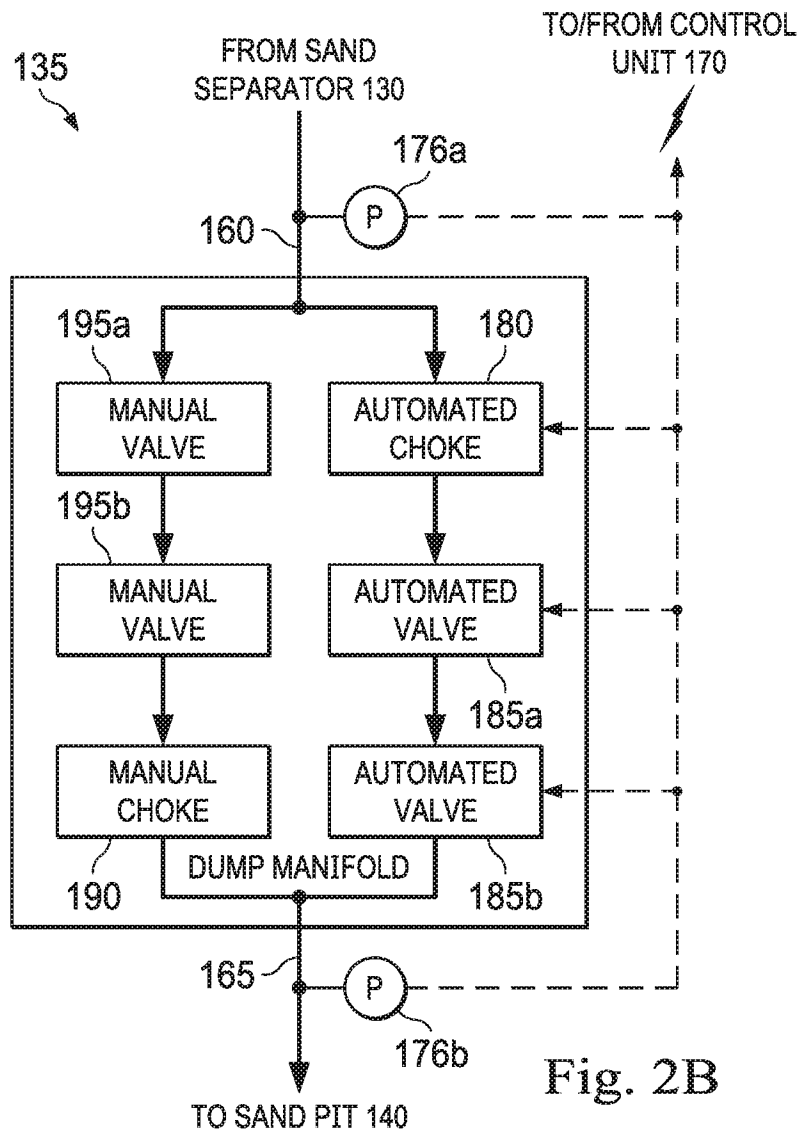 TO/FROM CONTROL
UNIT 170
FROM SAND
SEPARATOR 130
135
176a
P
160
195a
180
MANUAL
VALVE
AUTOMATED
CHOKE
195b
MANUAL
VALVE
AUTOMATED
VALVE
185a
MANUAL
CHOKE
AUTOMATED
VALVE
190
DUMP MANIFOLD
185b
165
P
176b
TO SAND PIT 140
Fig. 2B